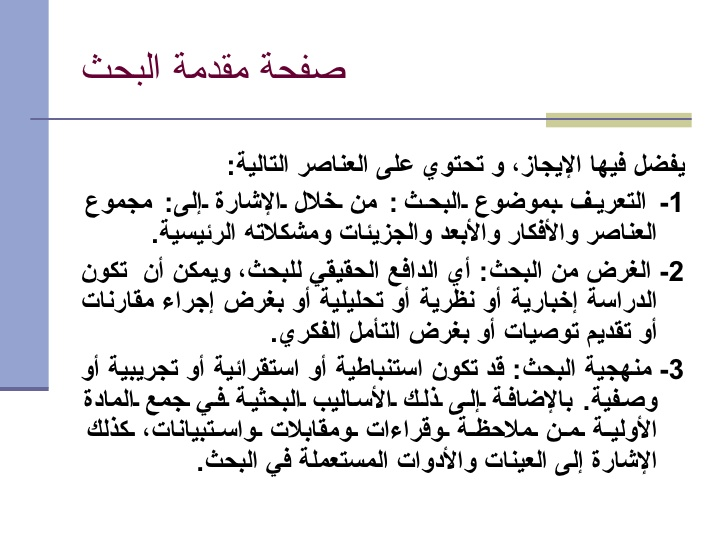 صفحة مقدمة البحث
يفضل فيها الإيجاز، و تحتوي على العناصر التالية:
1- التعريف بموضوع البحث : من خلال الإشارة إلى: مجموع
العناصر والأفكار والأبعد والجزيئات ومشكلاته الرئيسية.
2- الغرض من البحث: أي الدافع الحقيقي للبحث، ويمكن أن تكون
الدراسة إخبارية أو نظرية أو تحليلية أو بغرض إجراء مقارنات
أو تقديم توصيات أو بغرض التأمل الفكري.
3- منهجية البحث: قد تكون استنباطية أو استقرائية أو تجريبية أو
وصفية. بالإضافة إلى ذلك الأساليب البحثية في جمع المادة
الأولية من ملاحظة وقراءات ومقابلات واستبيانات، كذلك
الإشارة إلى العينات والأدوات المستعملة في البحث.